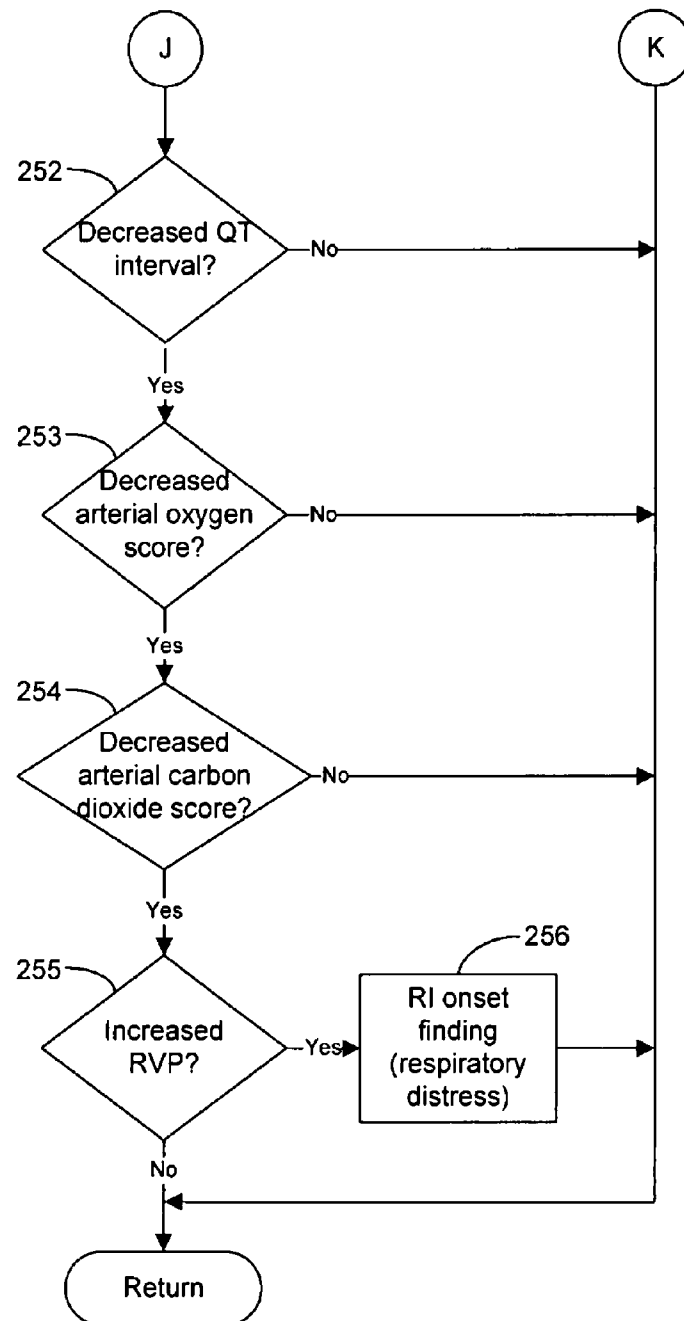 J
K
252
Decreased QT
interval?
No
Yes
253
Decreased
arterial oxygen
score?
No
Yes
254
Decreased
arterial carbon
dioxide score?
No
Yes
255
Increased
RVP?
Yes
256
RI onset
finding
(respiratory
distress)
No
Return